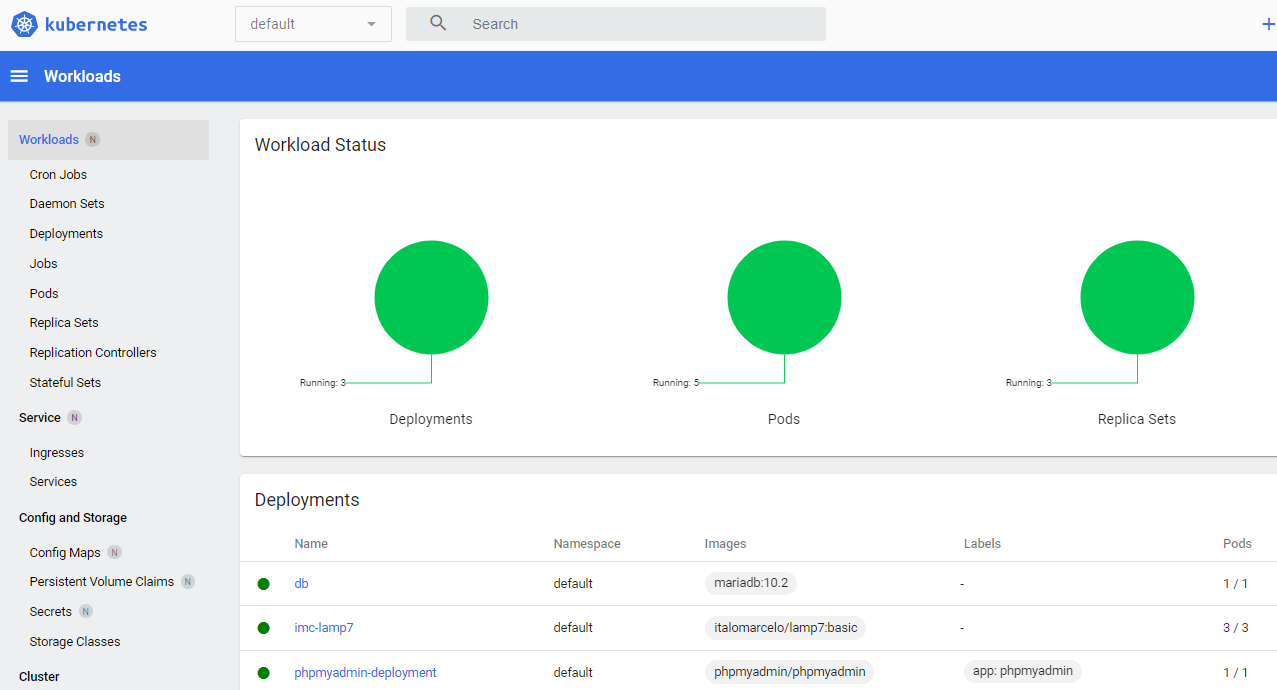 kubernetes
default
Search
Workloads
Workloads N
Cron Jobs
Daemon Sets
Deployments
Jobs
Pods
Replica Sets
Replication Controllers
Stateful Sets
Service N
Ingresses
Services
Config and Storage
Config Maps N
Persistent Volume Claims N
Secrets N
Storage Classes
Cluster
Workload Status
Running: 3
Deployments
Running: 5
Pods
Running: 3
Replica Sets
Deployments
Name Namespace Images Labels Pods
db default mariadb:10.2 - 1 / 1
imc-lamp7 default italomarcelo/lamp7:basic - 3 / 3
phpmyadmin-deployment default phpmyadmin/phpmyadmin app: phpmyadmin 1 / 1